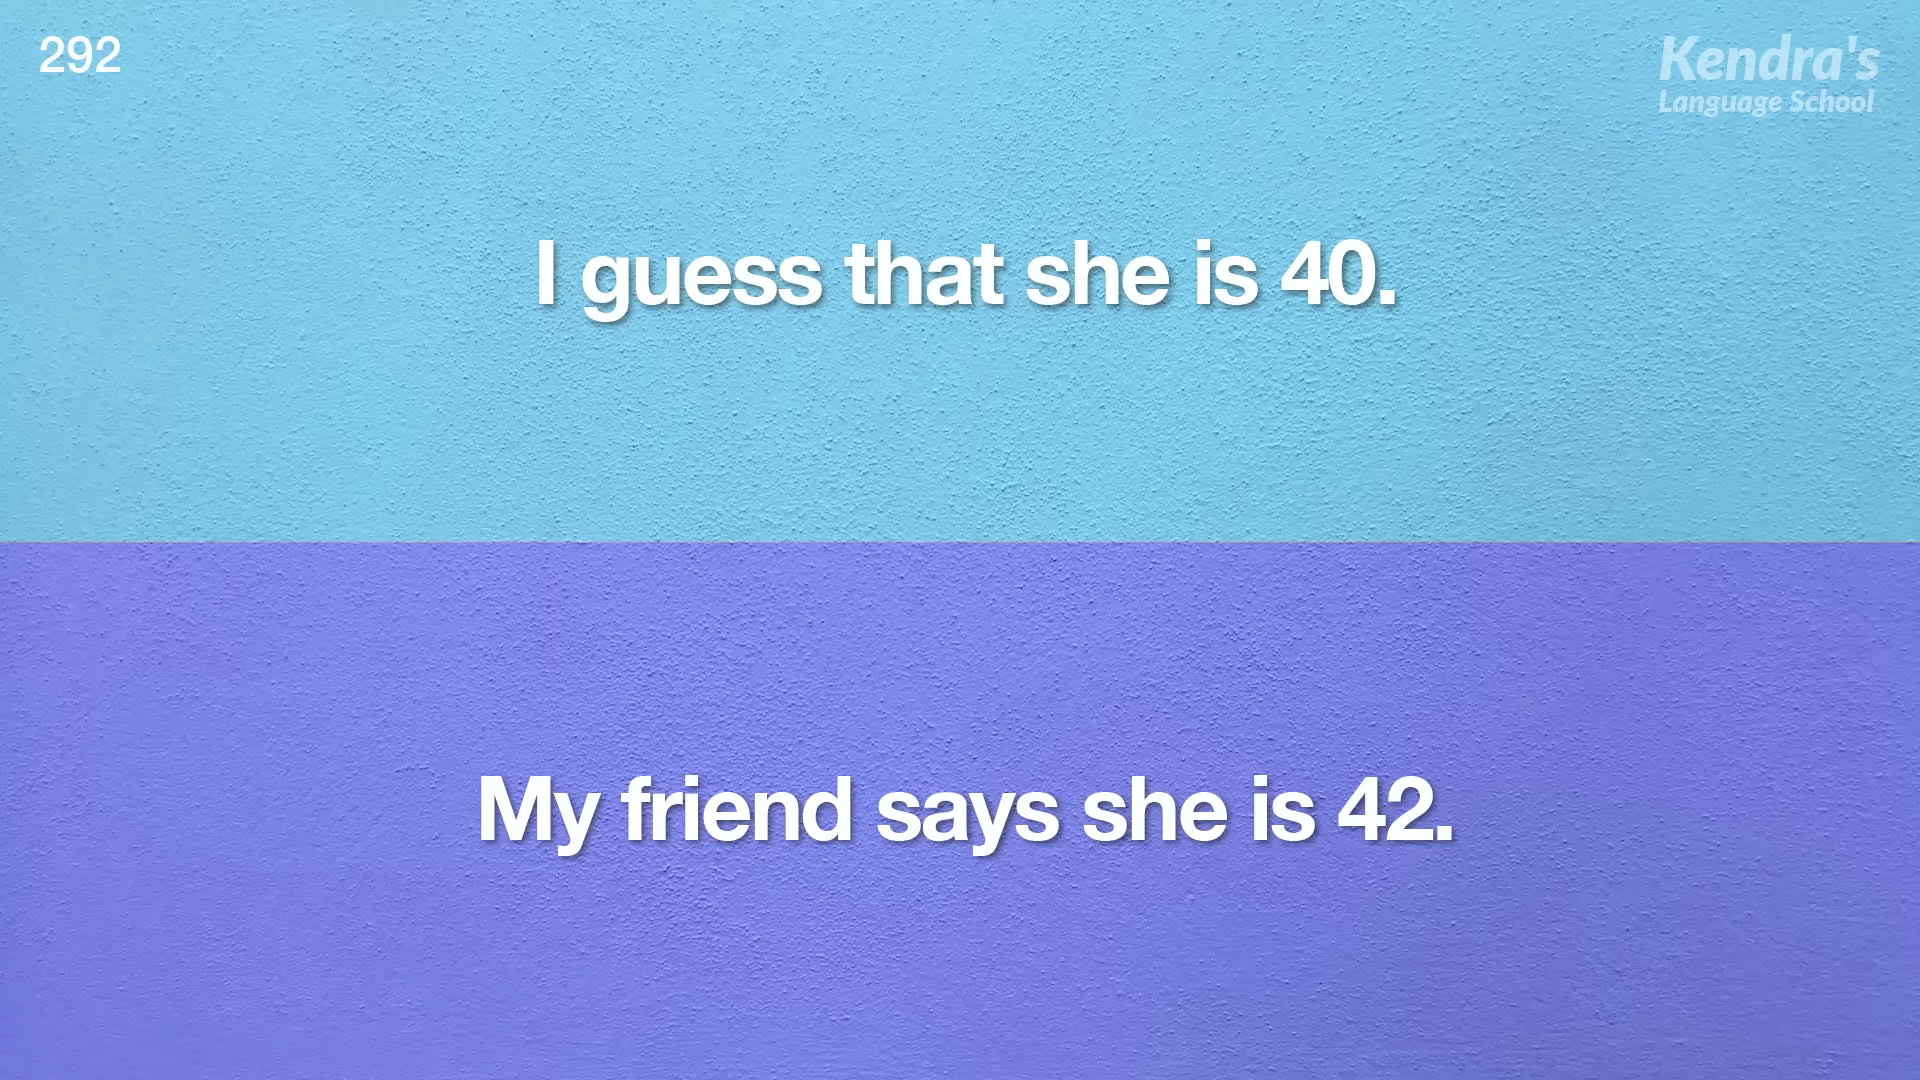 292
Kendra's
Language School
I guess that she is 40.
My friend says she is 42.